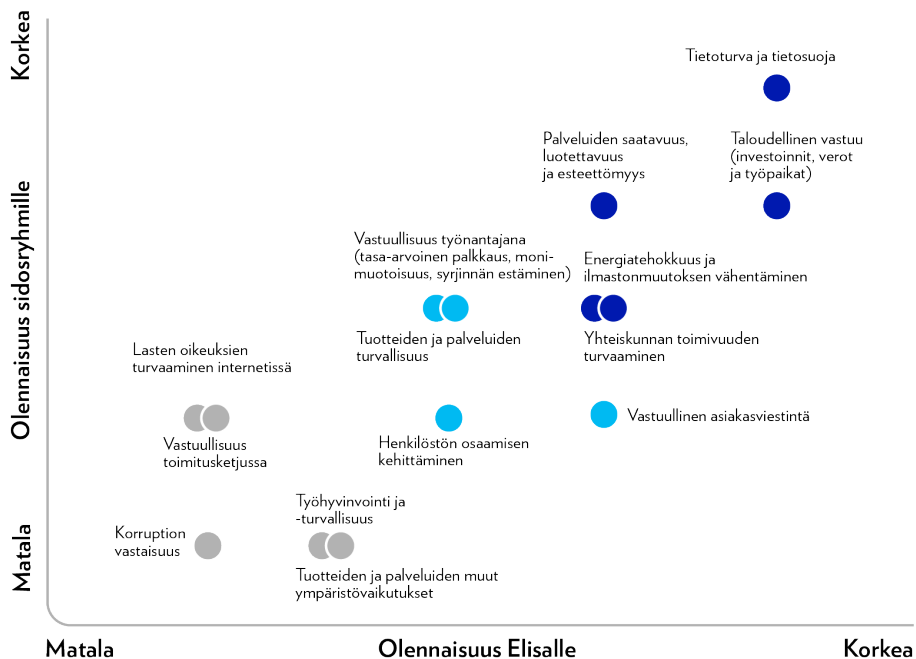 Korkea
Olennaisuus sidosryhmille
Matala
Tietoturva ja tietosuoja
Palveluiden saatavuus,
luotettavuus
ja esteettömyys
Taloudellinen vastuu
(investoinnit, verot
ja työpaikat)
Vastuullisuus työnantajana
(tasa-arvoinen palkkaus, moni-
muotoisuus, syrjinnän estäminen)
Energiatehokkuus ja
ilmastonmuutoksen vähentäminen
Tuotteiden ja palveluiden
turvallisuus
Yhteiskunnan toimivuuden
turvaaminen
Lasten oikeuksien
turvaaminen internetissä
Vastuullisuus
toimitusketjussa
Henkilöstön osaamisen
kehittäminen
Vastuullinen asiakasviestintä
Työhyvinvointi ja
-turvallisuus
Korruption
vastaisuus
Tuotteiden ja palveluiden muut
ympäristövaikutukset
Matala
Olennaisuus Elisalle
Korkea